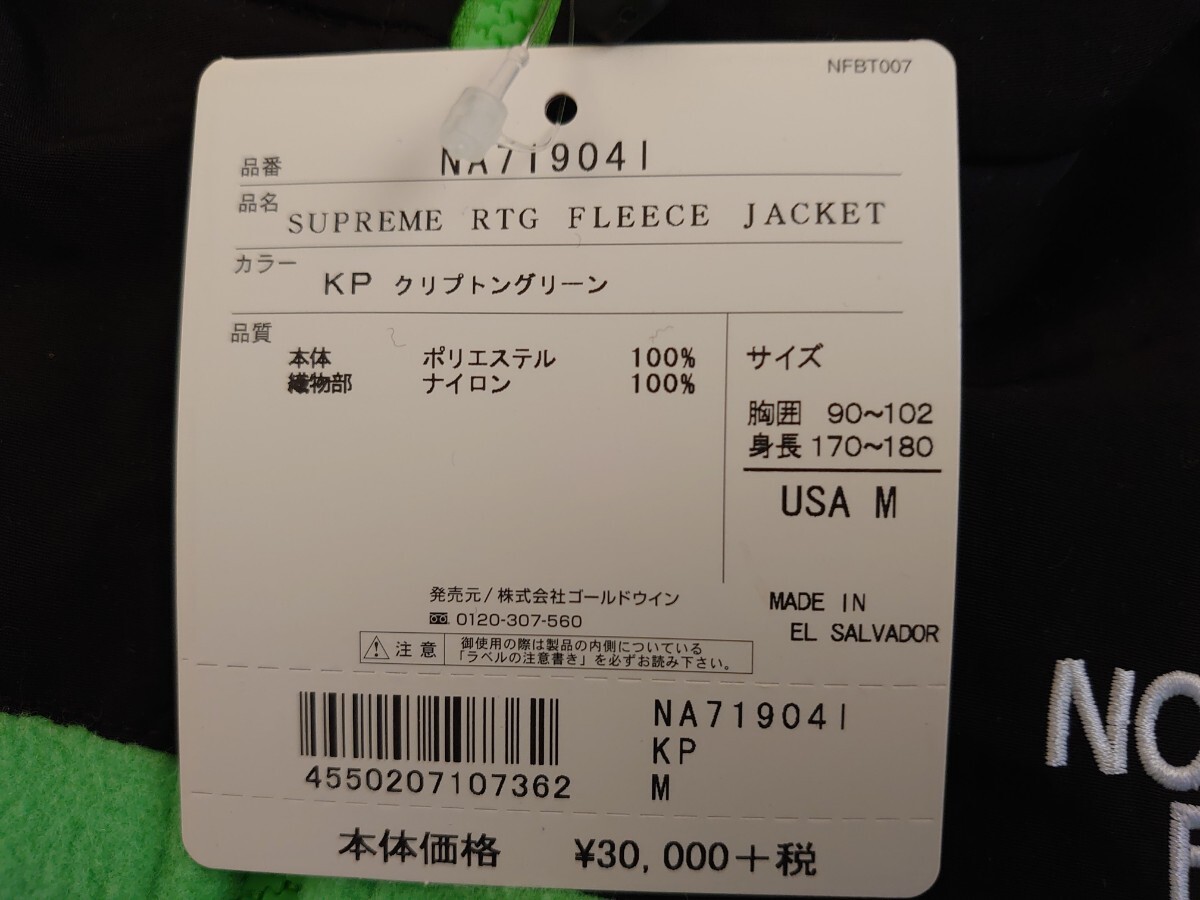 NFBT007
品番 NA71904I
品名 SUPREME RTG FLEECE JACKET
カラー KP クリプトングリーン
品質
本体 ポリエステル 100%
織物部 ナイロン 100%
サイズ
胸囲 90~102
身長 170~180
USA M
MADE IN
EL SALVADOR
発売元/株式会社ゴールドウイン
0120-307-560
注意
御使用の際は製品の内側についている
「ラベルの注意書き」を必ずお読み下さい。
4550207107362
NA71904I
KP
M
本体価格 ¥30,000+税
NO